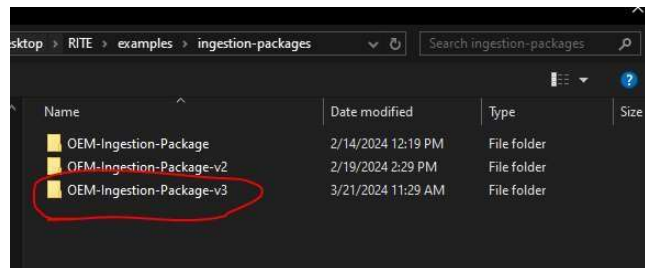 esktop > RITE > examples > ingestion-packages Search ingestion-packages
Name Date modified Type Size
OEM-Ingestion-Package 2/14/2024 12:19 PM File folder
OEM-Ingestion-Package-v2 2/19/2024 2:29 PM File folder
OEM-Ingestion-Package-v3 3/21/2024 11:29 AM File folder